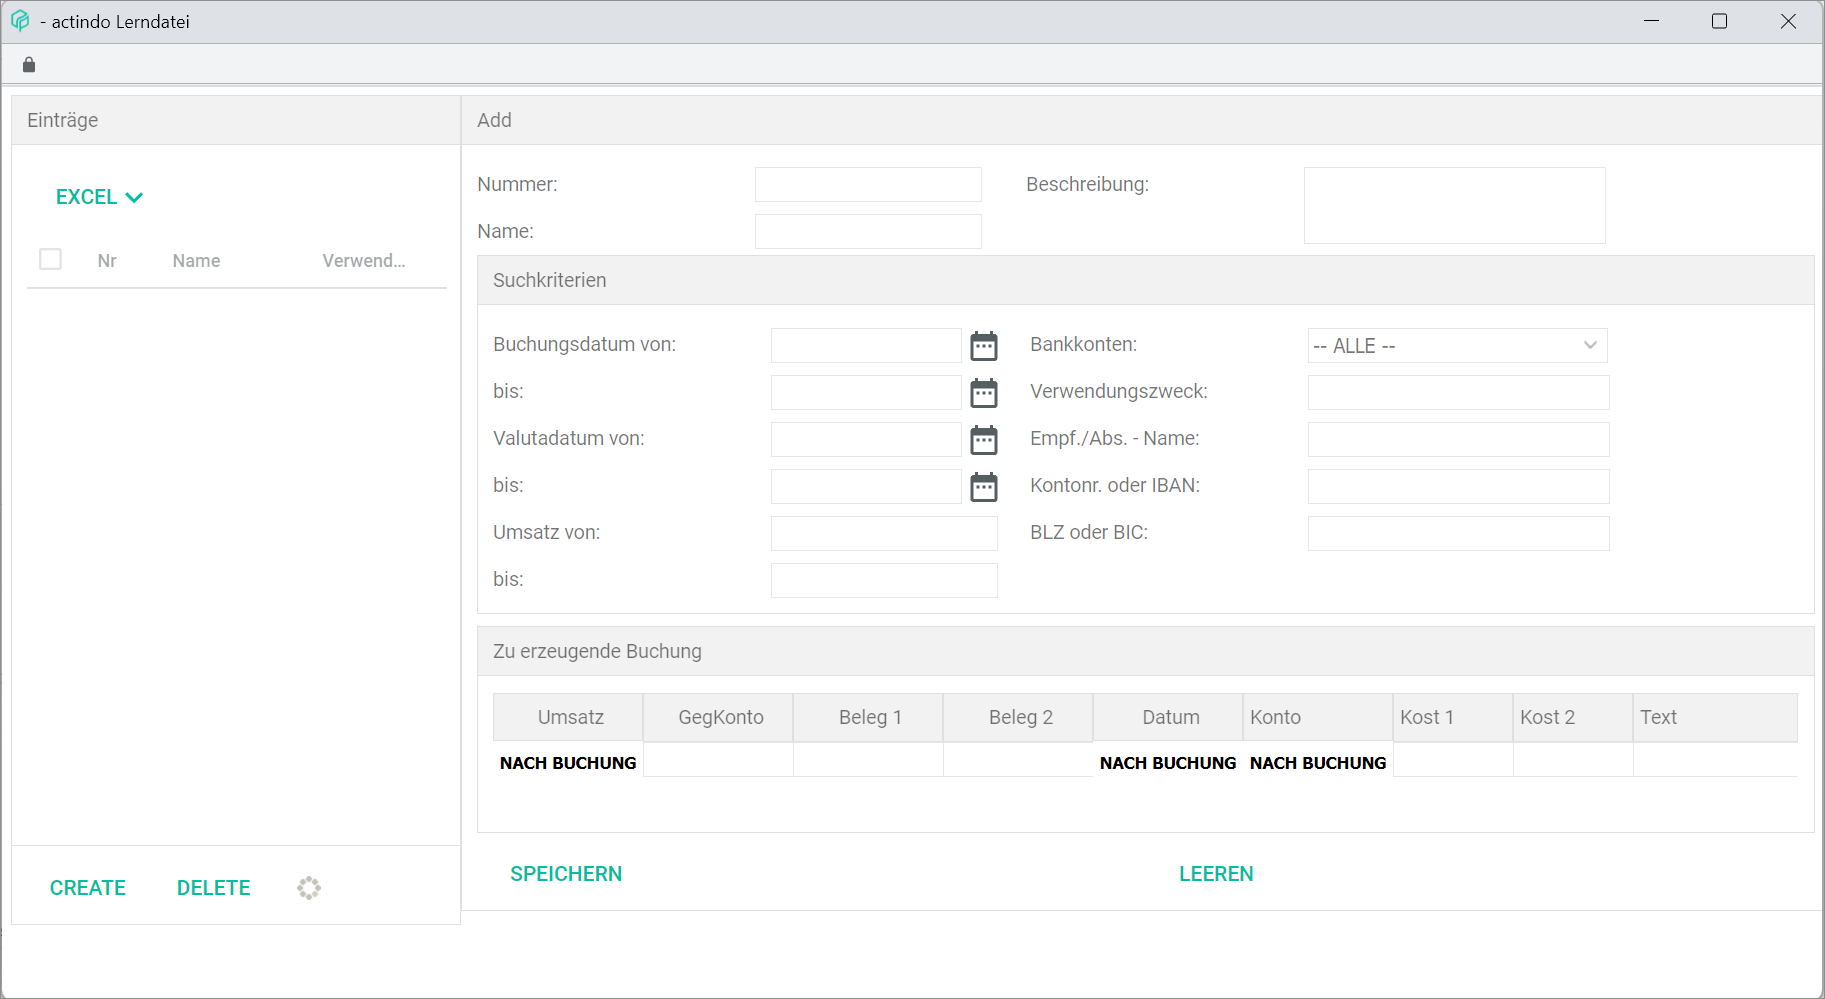 - actindo Lerndatei
Einträge
EXCEL
Nr Name Verwend...
CREATE DELETE
Add
Nummer: Beschreibung:
Name:
Suchkriterien
Buchungsdatum von: Bankkonten: -- ALLE --
bis: Verwendungszweck:
Valutadatum von: Empf./Abs. - Name:
bis: Kontonr. oder IBAN:
Umsatz von: BLZ oder BIC:
bis:
Zu erzeugende Buchung
Umsatz GegKonto Beleg 1 Beleg 2 Datum Konto Kost 1 Kost 2 Text
NACH BUCHUNG NACH BUCHUNG NACH BUCHUNG
SPEICHERN LEEREN